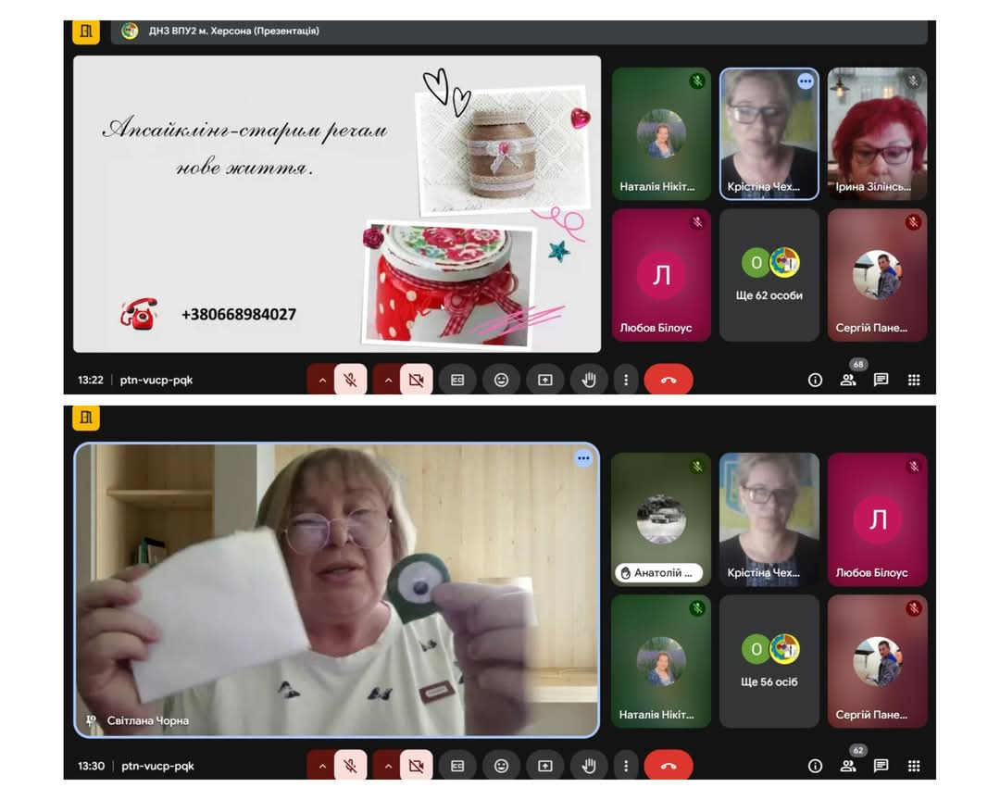 ДНЗ ВПУ2 м. Херсона (Презентація)
Апсайклінг-старим речам
нове життя.
+380668984027
Наталія Нікіт...
Крістіна Чех...
Ірина Зілінсь...
Л
Любов Білоус
О
Ще 62 особи
Сергій Пане...
13:22 | ptn-vucp-pqk
68
Світлана Чорна
Анатолій ...
Крістіна Чех...
Л
Любов Білоус
Наталія Нікіт...
О
Ще 56 осіб
Сергій Пане...
13:30 | ptn-vucp-pqk
62